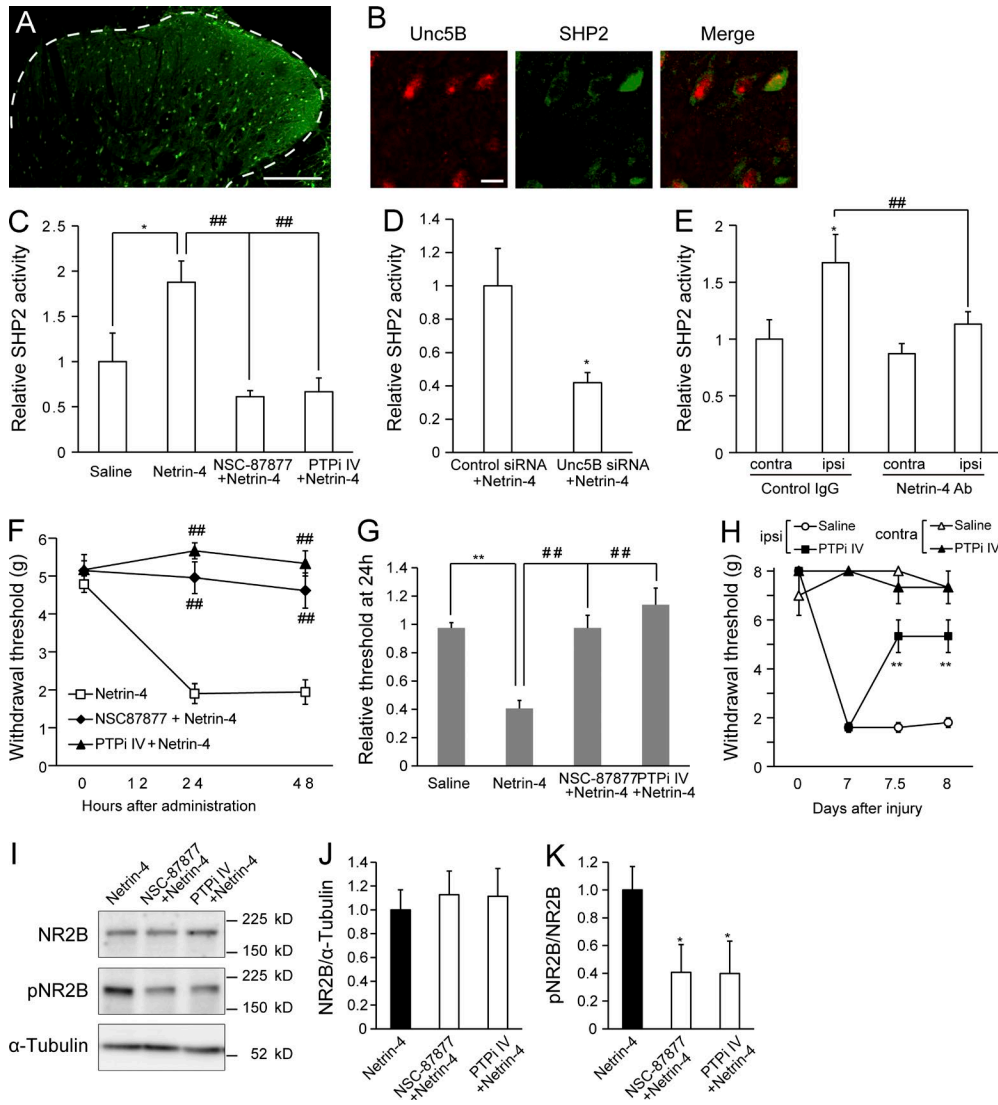 A
B
Unc5B
SHP2
Merge
C
Relative SHP2 activity
2.5
2
1.5
1
0.5
0
*
##
##
Saline
Netrin-4
NSC-87877
+Netrin-4
PTPi IV
+Netrin-4
D
Relative SHP2 activity
1.4
1.2
1
0.8
0.6
0.4
0.2
0
*
Control siRNA
+Netrin-4
Unc5B siRNA
+Netrin-4
E
Relative SHP2 activity
2.5
2
1.5
1
0.5
0
*
##
contra
ipsi
contra
ipsi
Control IgG
Netrin-4 Ab
F
Withdrawal threshold (g)
6
5
4
3
2
1
0
##
##
##
##
Netrin-4
NSC87877 + Netrin-4
PTPi IV + Netrin-4
0
1 2
2 4
4 8
Hours after administration
G
Relative threshold at 24h
1.4
1.2
1
0.8
0.6
0.4
0.2
0
**
##
##
Saline
Netrin-4
NSC-87877
+Netrin-4
PTPi IV
+Netrin-4
H
ipsi
Saline
PTPi IV
contra
Saline
PTPi IV
Withdrawal threshold (g)
8
6
4
2
0
**
**
0
7
7.5
8
Days after injury
I
Netrin-4
NSC-87877
+Netrin-4
PTPi IV
+Netrin-4
NR2B
225 kD
150 kD
pNR2B
225 kD
150 kD
α-Tubulin
52 kD
J
NR2B/α-Tubulin
1.4
1.2
1.0
0.8
0.6
0.4
0.2
0
Netrin-4
NSC-87877
+Netrin-4
PTPi IV
+Netrin-4
K
pNR2B/NR2B
1.2
1.0
0.8
0.6
0.4
0.2
0
*
*
Netrin-4
NSC-87877
+Netrin-4
PTPi IV
+Netrin-4